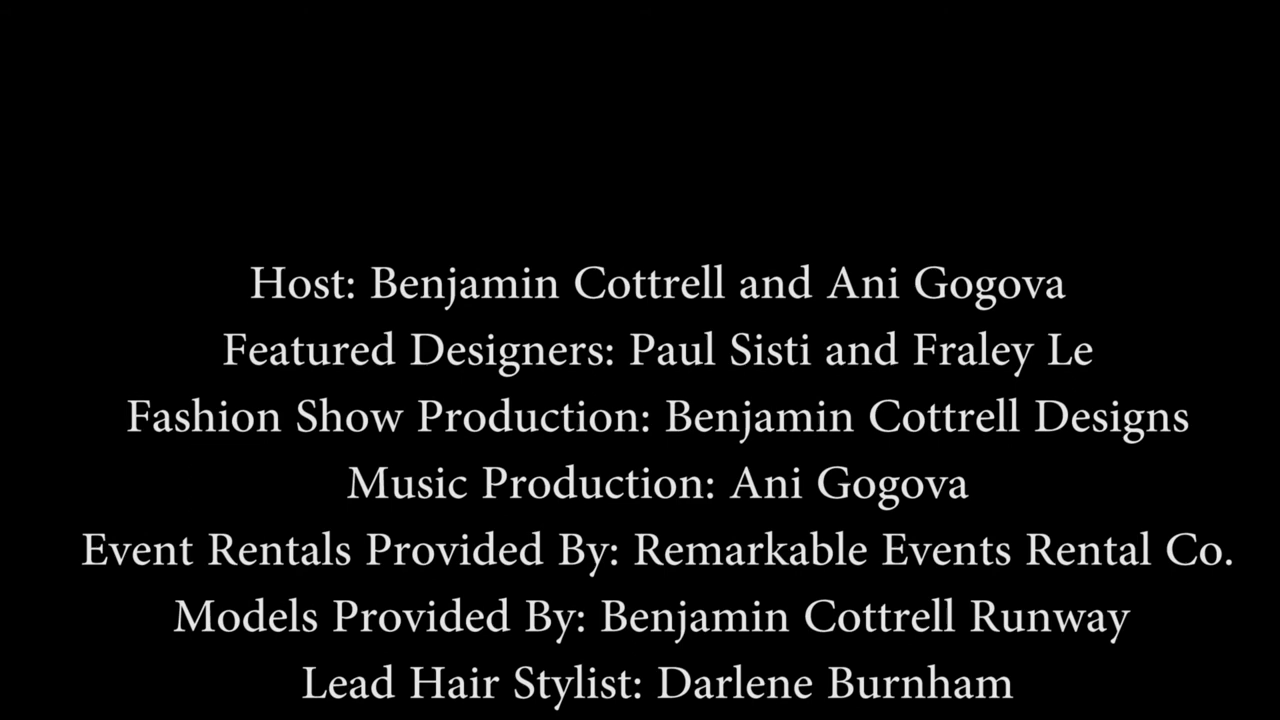 Host: Benjamin Cottrell and Ani Gogova
Featured Designers: Paul Sisti and Fraley Le
Fashion Show Production: Benjamin Cottrell Designs
Music Production: Ani Gogova
Event Rentals Provided By: Remarkable Events Rental Co.
Models Provided By: Benjamin Cottrell Runway
Lead Hair Stylist: Darlene Burnham